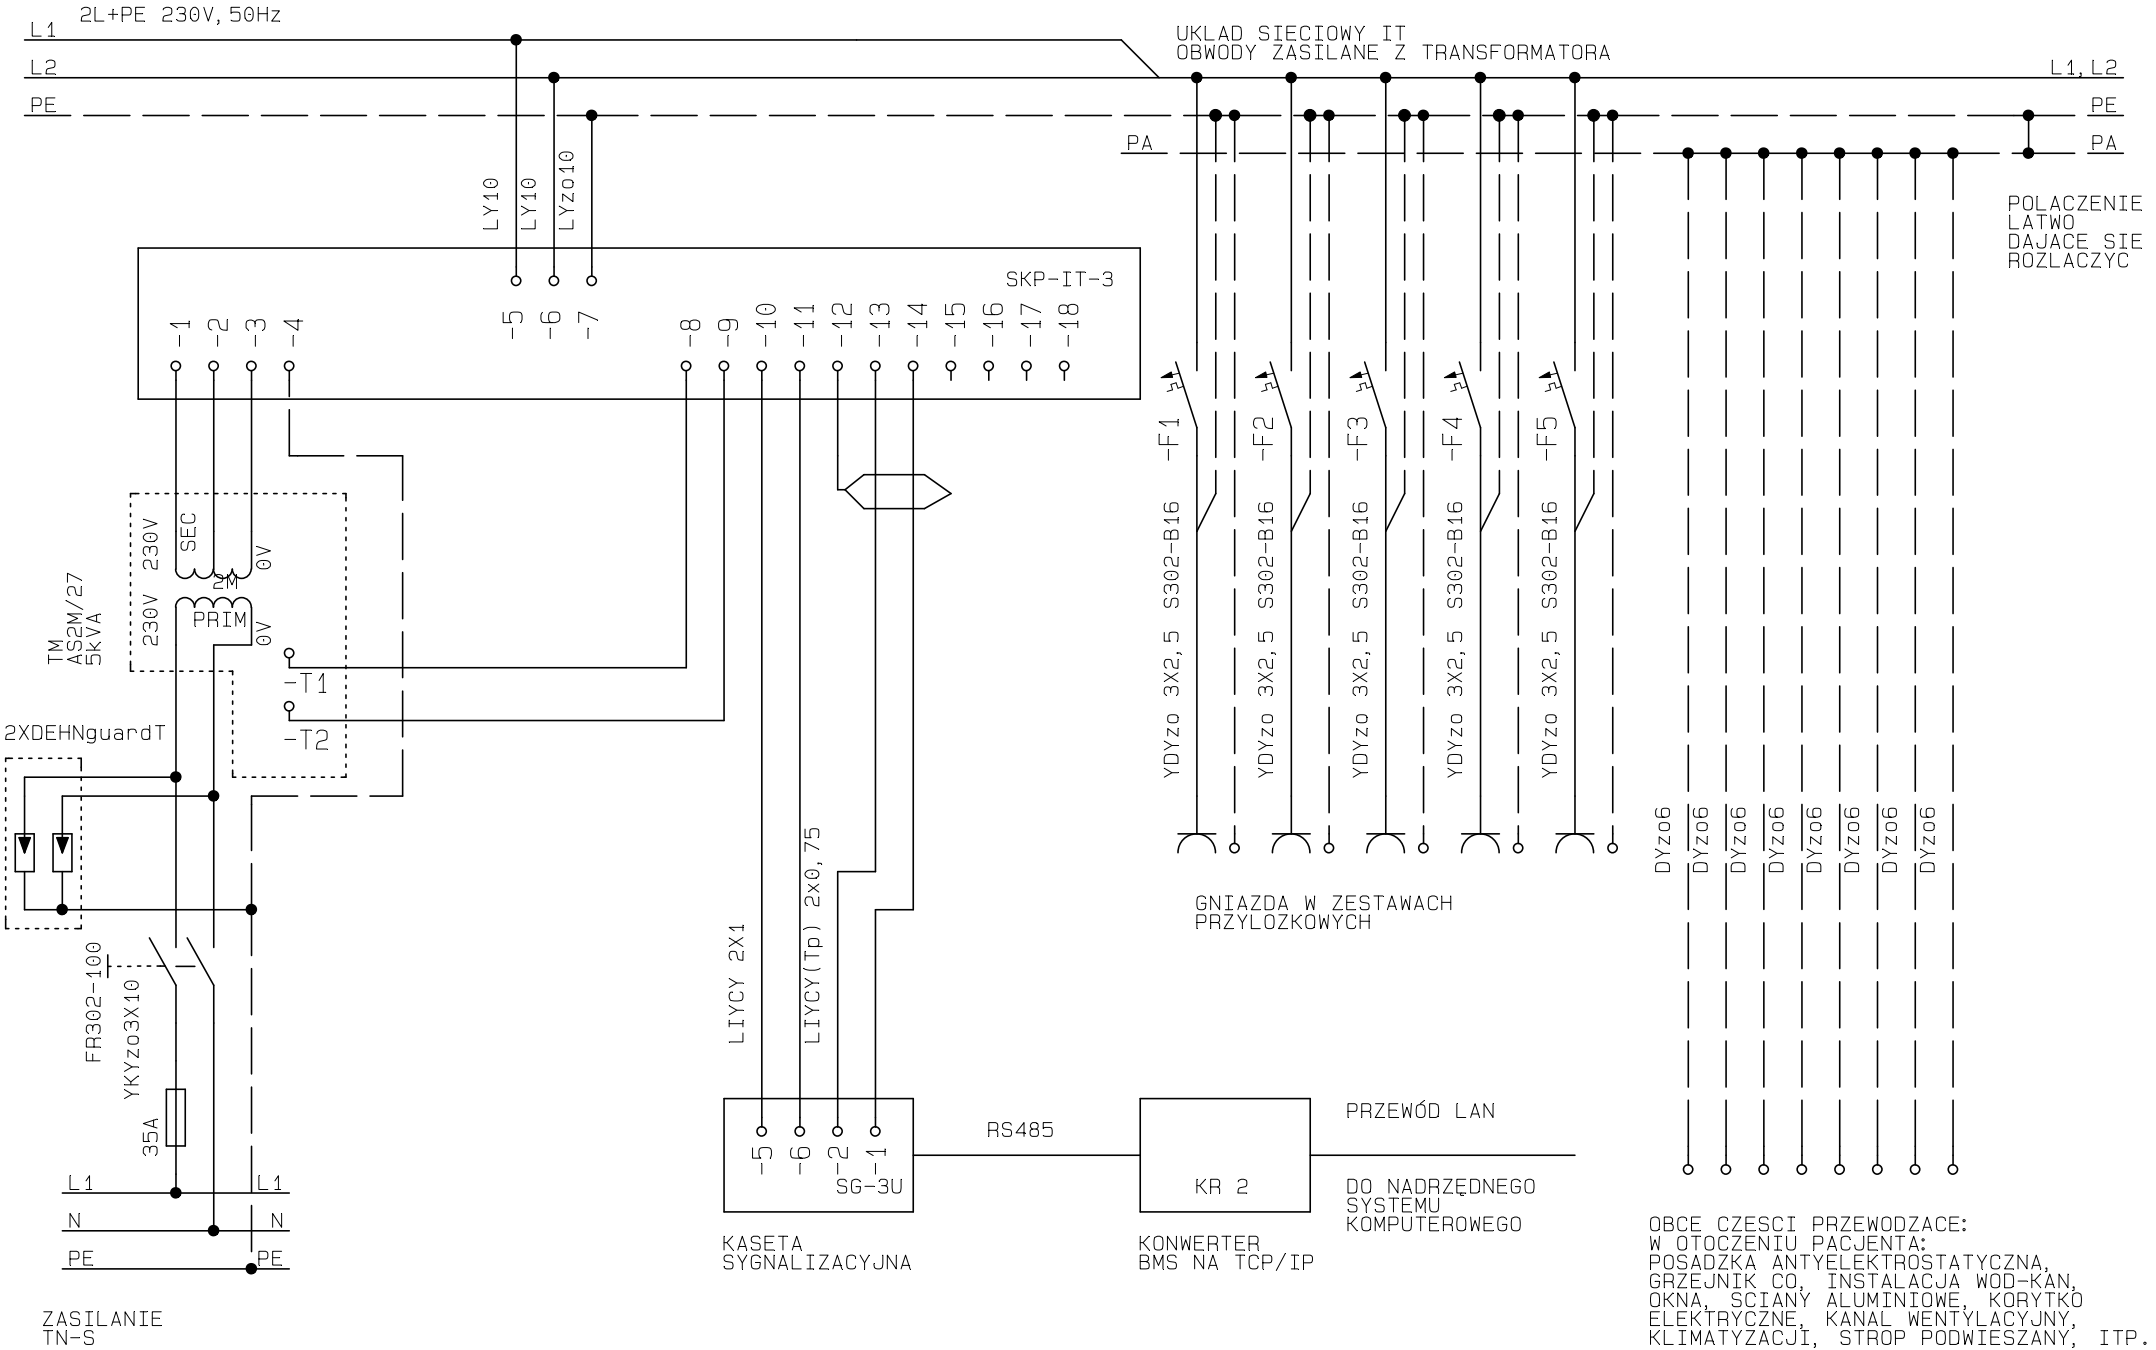 2L+PE 230V, 50Hz
L1
L2
PE
UKLAD SIECIOWY IT
OBWODY ZASILANE Z TRANSFORMATORA
L1, L2
PE
PA
PA
POLACZENIE
LATWO
DAJACE SIE
ROZLACZYC
LY10
LY10
LYzo10
SKP-IT-3
-1
-2
-3
-4
-5
-6
-7
-8
-9
-10
-11
-12
-13
-14
-15
-16
-17
-18
-F1
-F2
-F3
-F4
-F5
230V
SEC
0V
2M
230V
PRIM
0V
TM
AS2M/27
5kVA
-T1
-T2
2XDEHNguardT
YDYzo 3X2,5 S302-B16
YDYzo 3X2,5 S302-B16
YDYzo 3X2,5 S302-B16
YDYzo 3X2,5 S302-B16
YDYzo 3X2,5 S302-B16
DYzo6
DYzo6
DYzo6
DYzo6
DYzo6
DYzo6
DYzo6
DYzo6
GNIAZDA W ZESTAWACH
PRZYLOZKOWYCH
FR302-100
YKYzo3X10
35A
LIYCY 2X1
LIYCY(Tp) 2x0,75
-5
-6
-2
-1
SG-3U
KASETA
SYGNALIZACYJNA
RS485
KR 2
KONWERTER
BMS NA TCP/IP
PRZEWÓD LAN
DO NADRZĘDNEGO
SYSTEMU
KOMPUTEROWEGO
L1
L1
N
N
PE
PE
ZASILANIE
TN-S
OBCE CZESCI PRZEWODZACE:
W OTOCZENIU PACJENTA:
POSADZKA ANTYELEKTROSTATYCZNA,
GRZEJNIK CO, INSTALACJA WOD-KAN,
OKNA, SCIANY ALUMINIOWE, KORYTKO
ELEKTRYCZNE, KANAL WENTYLACYJNY,
KLIMATYZACJI, STROP PODWIESZANY, ITP.